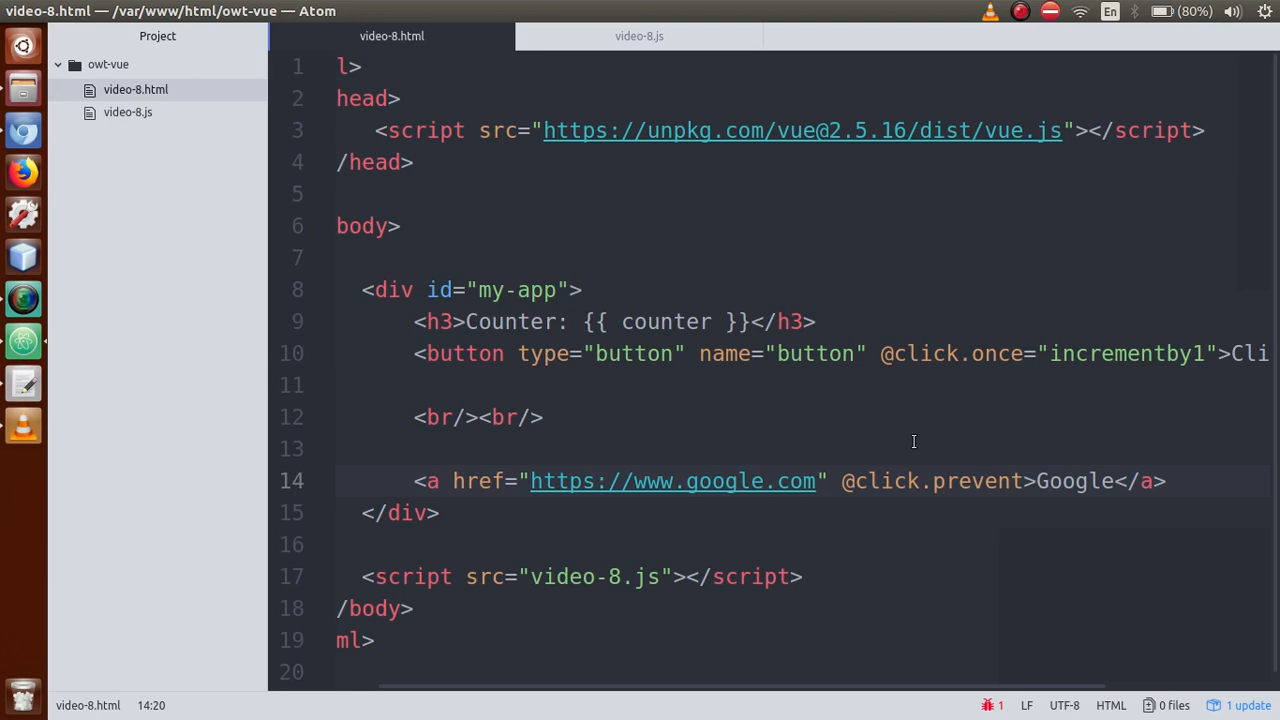 video-8.html — /var/www/html/owt-vue — Atom
En
(80%)
Project
owt-vue
video-8.html
video-8.js
video-8.html
video-8.js
1 l>
2 head>
3 <script src="https://unpkg.com/vue@2.5.16/dist/vue.js"></script>
4 /head>
5
6 body>
7
8 <div id="my-app">
9 <h3>Counter: {{ counter }}</h3>
10 <button type="button" name="button" @click.once="incrementby1">Cli
11
12 <br/><br/>
13
14 <a href="https://www.google.com" @click.prevent>Google</a>
15 </div>
16
17 <script src="video-8.js"></script>
18 /body>
19 ml>
20
video-8.html 14:20
1 LF UTF-8 HTML 0 files 1 update